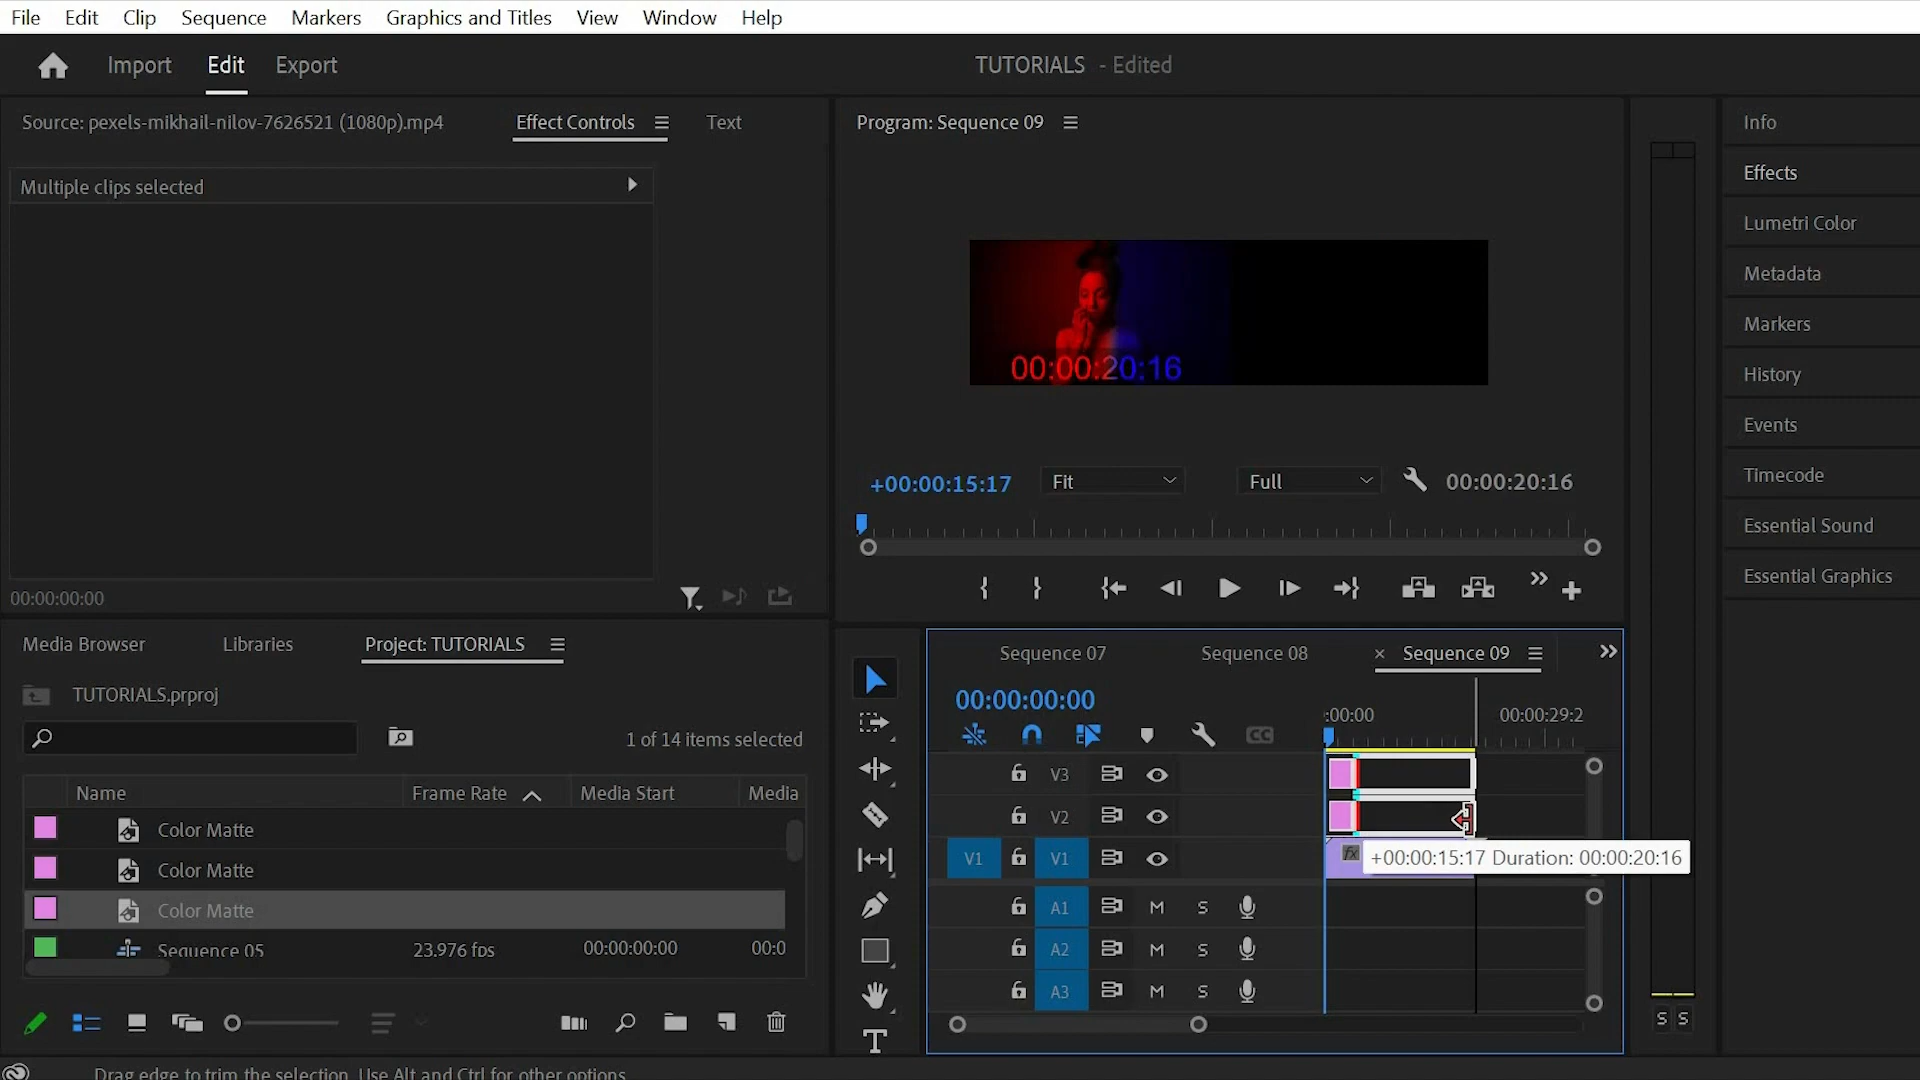 File Edit Clip Sequence Markers Graphics and Titles View Window Help
Import Edit Export TUTORIALS - Edited
Source: pexels-mikhail-nilov-7626521 (1080p).mp4 Effect Controls Text
Multiple clips selected
00:00:00:00
Program: Sequence 09
00:00:20:16
+00:00:15:17 Fit Full 00:00:20:16
Info
Effects
Lumetri Color
Metadata
Markers
History
Events
Timecode
Essential Sound
Essential Graphics
Media Browser Libraries Project: TUTORIALS
TUTORIALS.prproj
1 of 14 items selected
Name Frame Rate Media Start Media
Color Matte
Color Matte
Color Matte
Sequence 05 23.976 fps 00:00:00:00 00:0
Sequence 07 Sequence 08 × Sequence 09
00:00:00:00
:00:00 00:00:29:2
CC
V3
V2
V1 V1 fx
+00:00:15:17 Duration: 00:00:20:16
A1 M S
A2 M S
A3 M S
S S
Drag edge to trim the selection. Use Alt and Ctrl for other options.